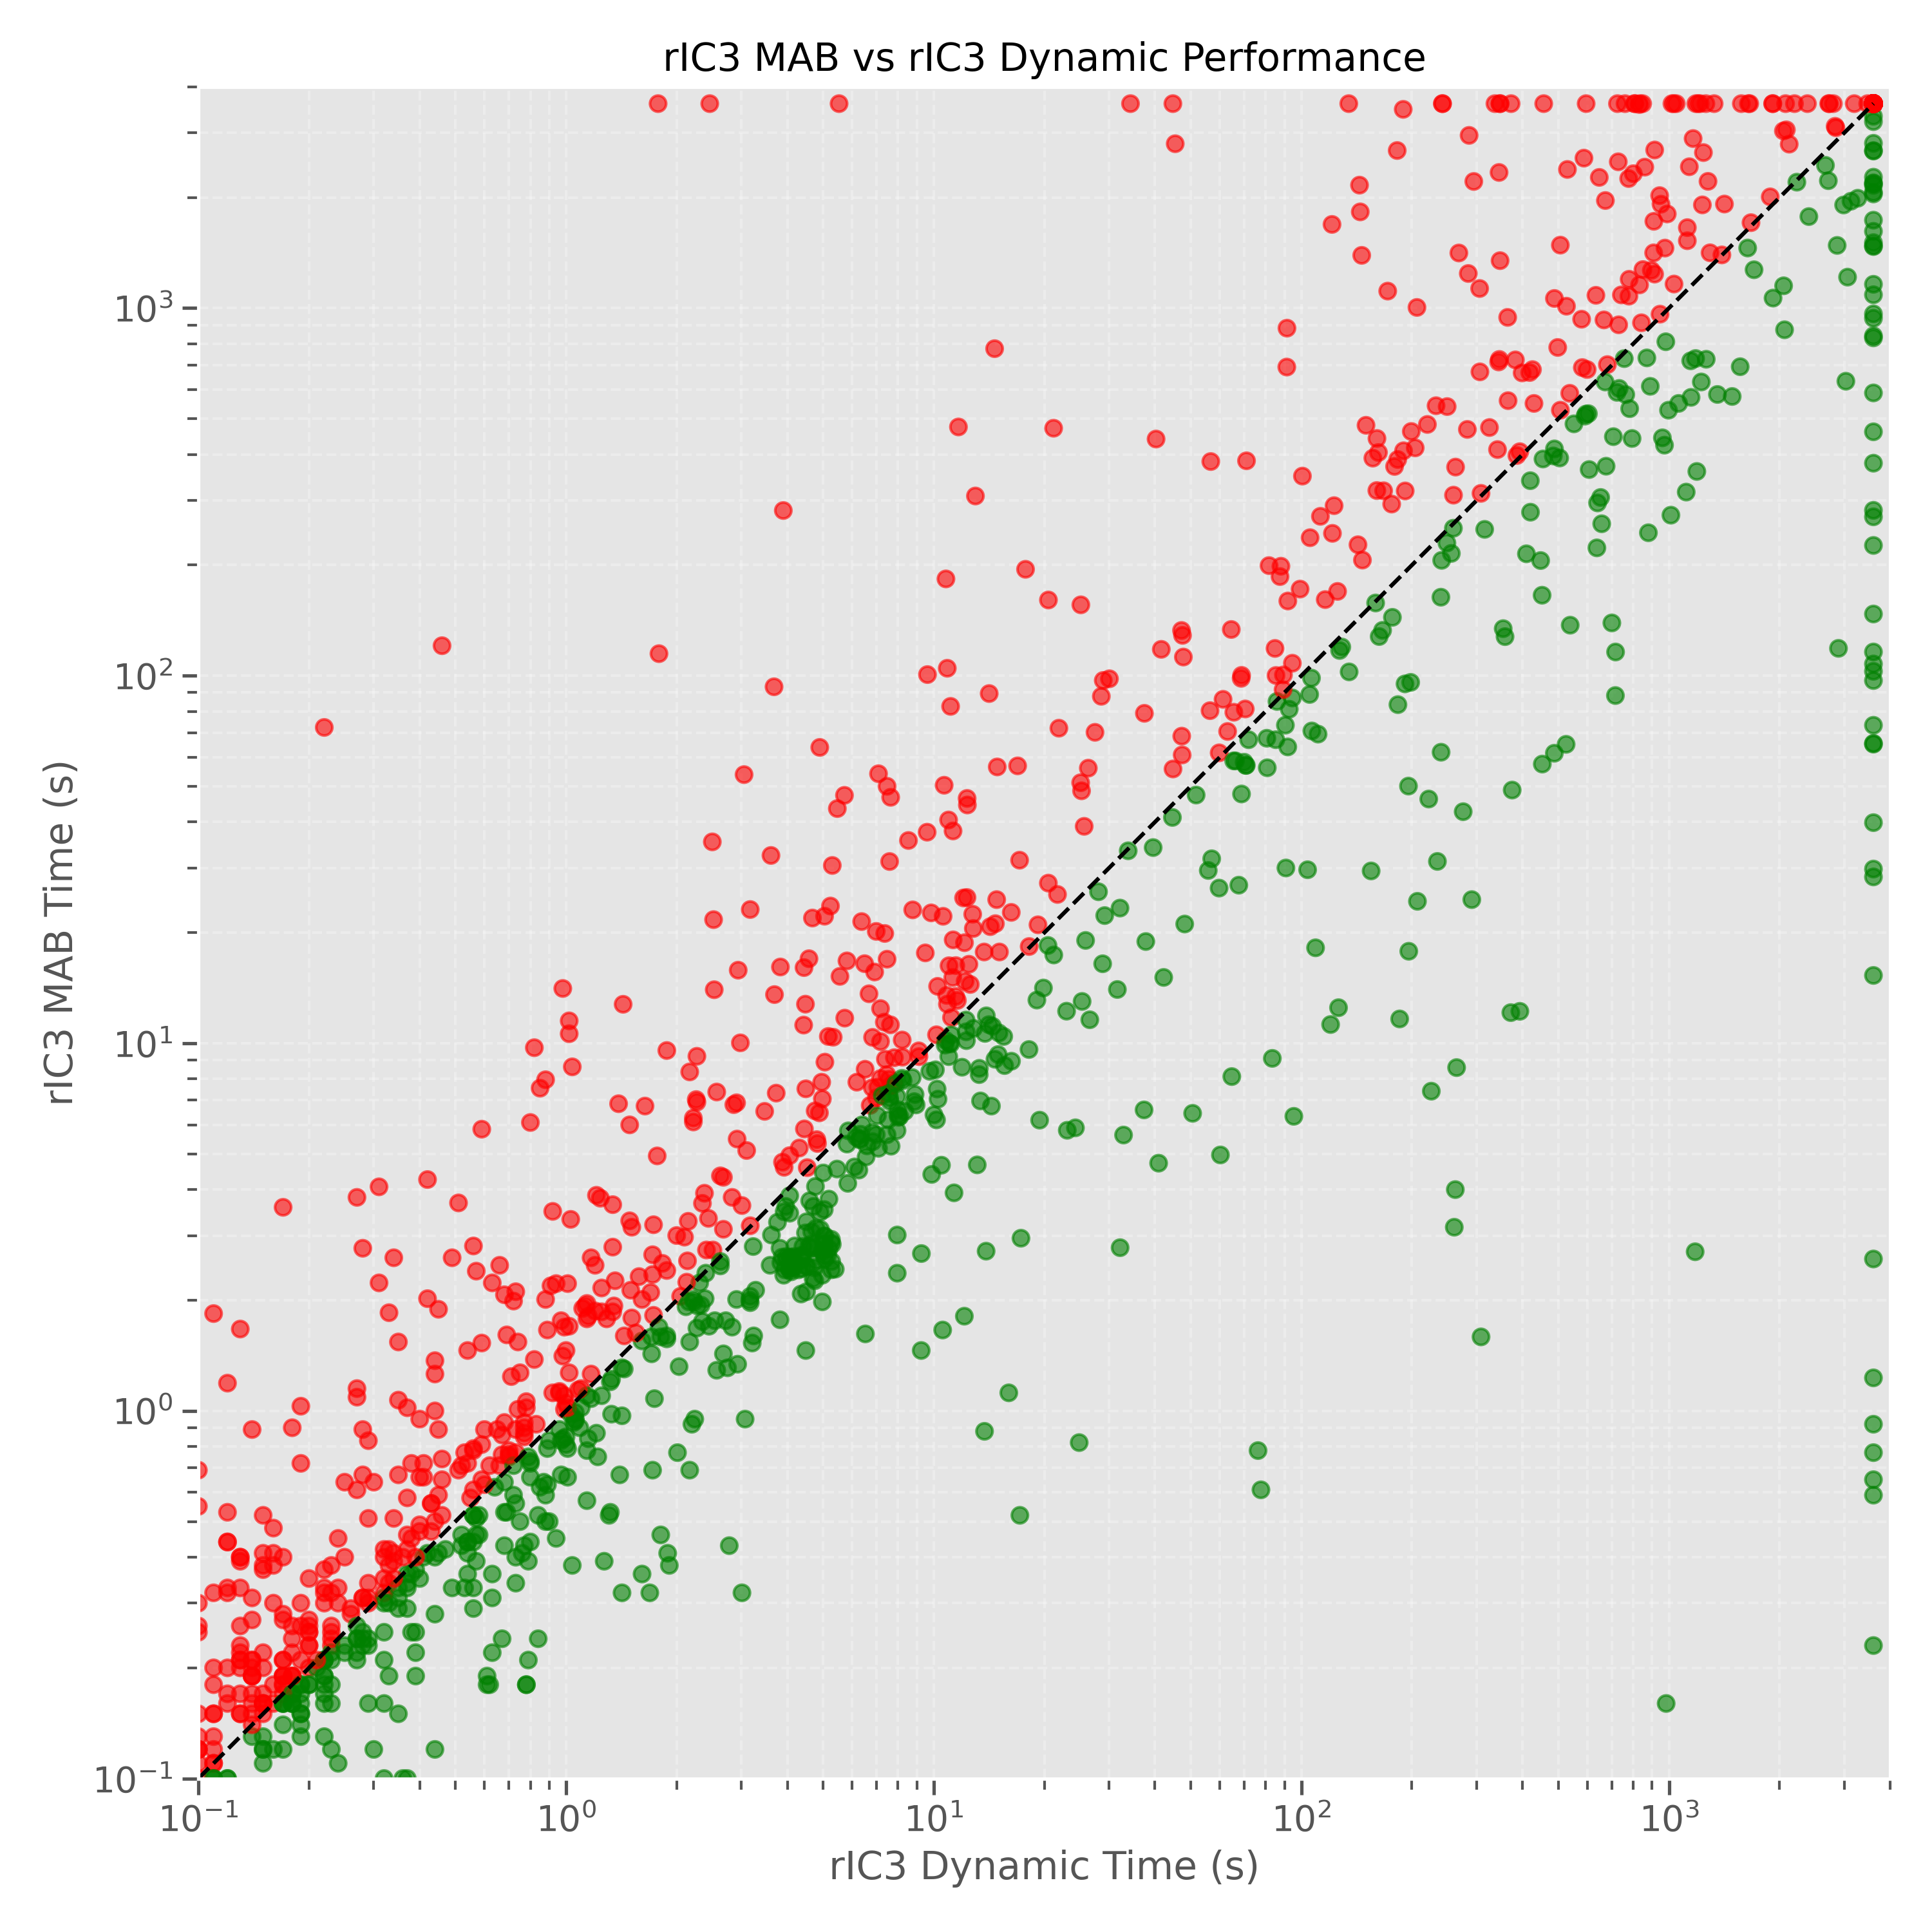 rIC3 MAB vs rIC3 Dynamic Performance
rIC3 MAB Time (s)
10³
10²
10¹
10⁰
10⁻¹
10⁻¹ 10⁰ 10¹ 10² 10³
rIC3 Dynamic Time (s)